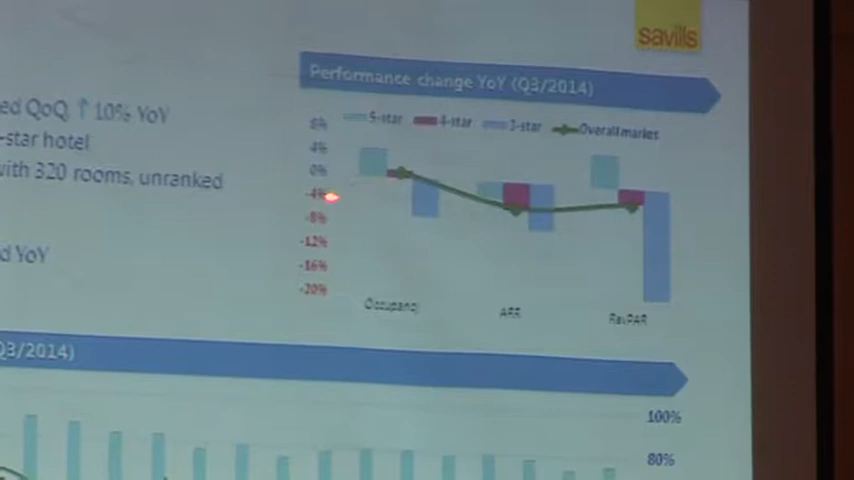 savills
Performance change YoY (Q3/2014)
ed QoQ, ↑ 10% YoY
-star hotel
with 320 rooms, unranked
d YoY
5-star 4-star 3-star Overall market
8%
4%
0%
-4%
-8%
-12%
-16%
-20%
Occupancy ARR RevPAR
Q3/2014)
100%
80%